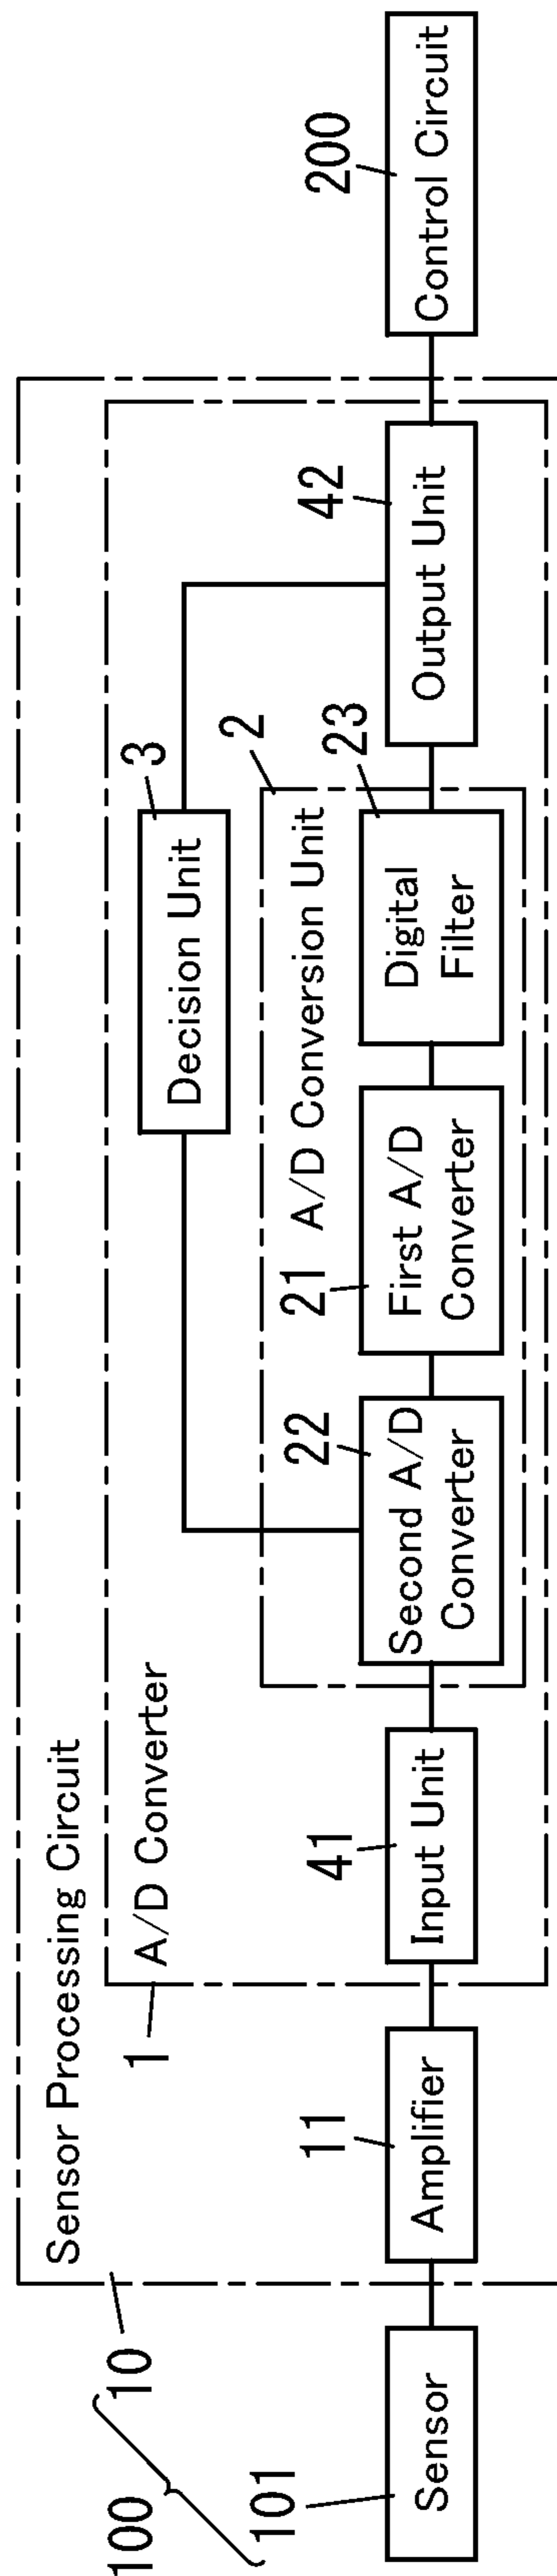 100
10
101
Sensor
Sensor Processing Circuit
11
Amplifier
1
A/D Converter
41
Input Unit
2
A/D Conversion Unit
22
Second A/D
Converter
21
First A/D
Converter
23
Digital
Filter
3
Decision Unit
42
Output Unit
200
Control Circuit